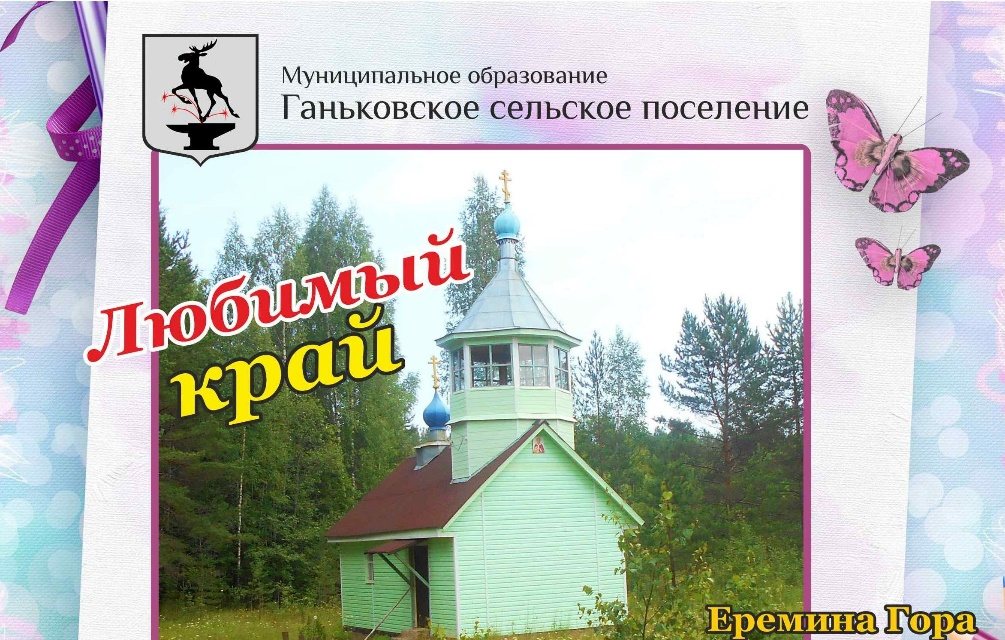 Муниципальное образование
Ганьковское сельское поселение
Любимый
край
Еремина Гора